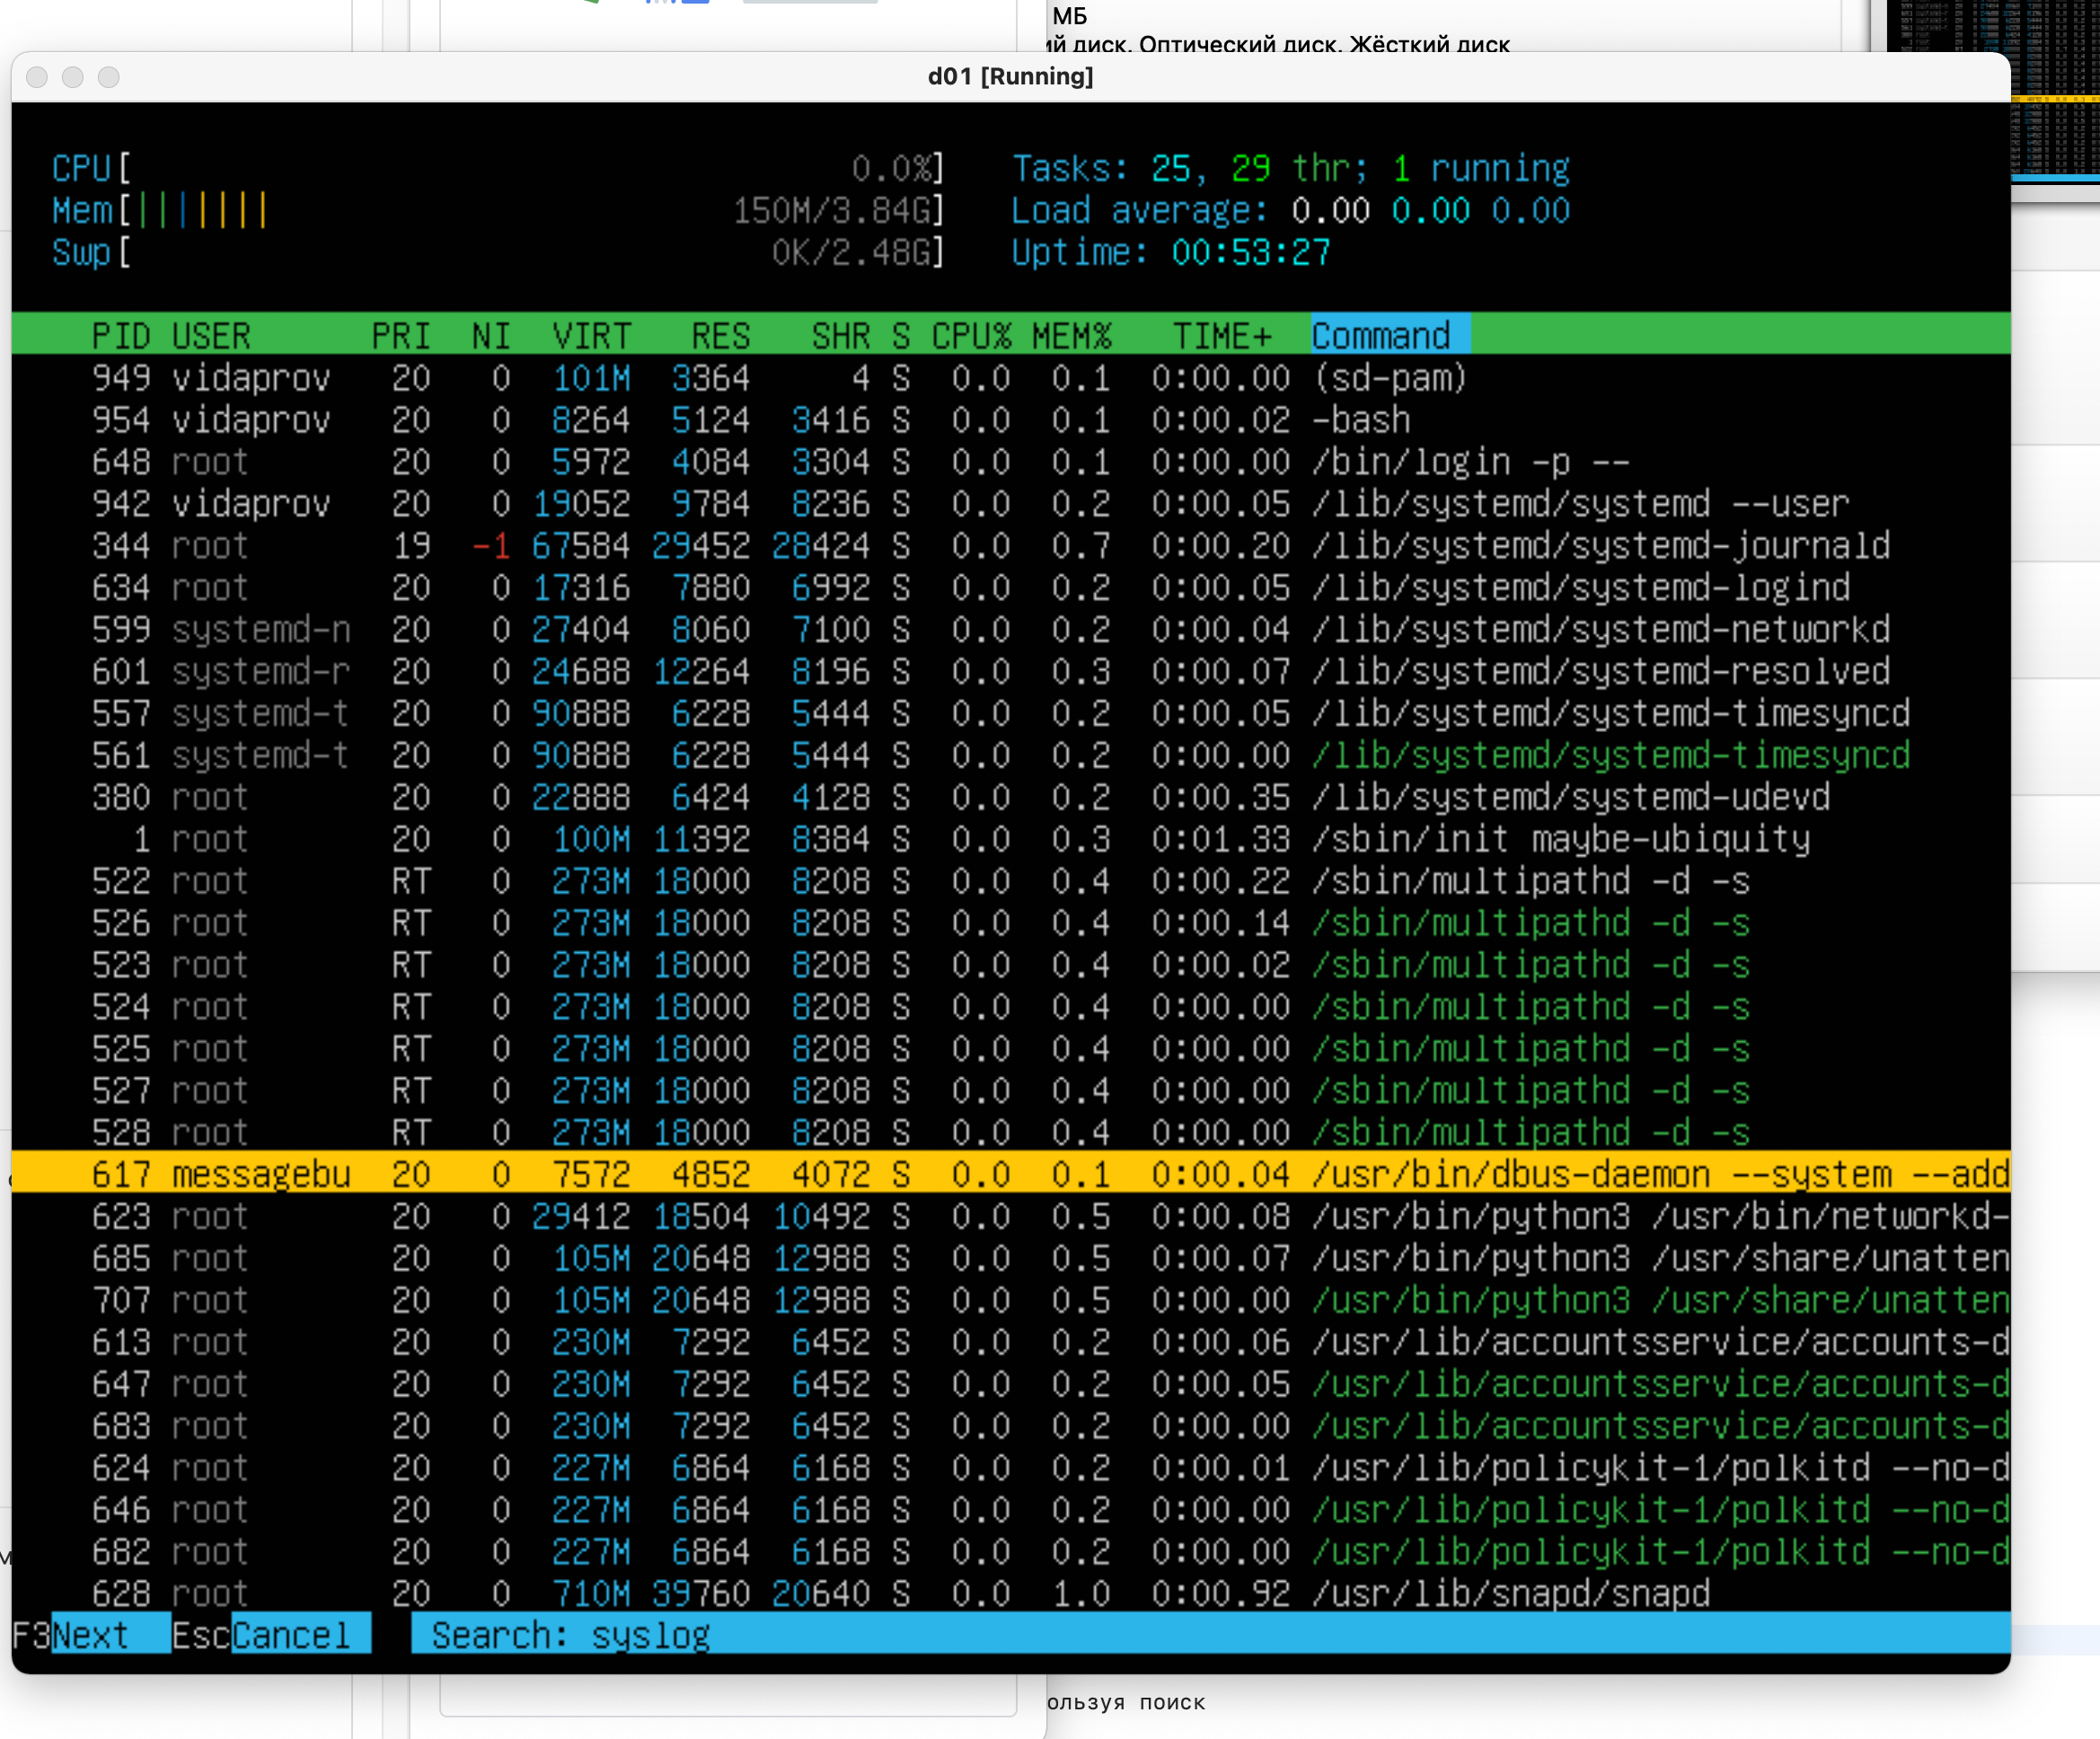 МБ
ий диск, Оптический диск, Жёсткий диск
d01 [Running]
CPU[ 0.0%] Tasks: 25, 29 thr; 1 running
Mem[||||||| 150M/3.84G] Load average: 0.00 0.00 0.00
Swp[ 0K/2.48G] Uptime: 00:53:27
PID USER PRI NI VIRT RES SHR S CPU% MEM% TIME+ Command
949 vidaprov 20 0 101M 3364 4 S 0.0 0.1 0:00.00 (sd-pam)
954 vidaprov 20 0 8264 5124 3416 S 0.0 0.1 0:00.02 -bash
648 root 20 0 5972 4084 3304 S 0.0 0.1 0:00.00 /bin/login -p --
942 vidaprov 20 0 19052 9784 8236 S 0.0 0.2 0:00.05 /lib/systemd/systemd --user
344 root 19 -1 67584 29452 28424 S 0.0 0.7 0:00.20 /lib/systemd/systemd-journald
634 root 20 0 17316 7880 6992 S 0.0 0.2 0:00.05 /lib/systemd/systemd-logind
599 systemd-n 20 0 27404 8060 7100 S 0.0 0.2 0:00.04 /lib/systemd/systemd-networkd
601 systemd-r 20 0 24688 12264 8196 S 0.0 0.3 0:00.07 /lib/systemd/systemd-resolved
557 systemd-t 20 0 90888 6228 5444 S 0.0 0.2 0:00.05 /lib/systemd/systemd-timesyncd
561 systemd-t 20 0 90888 6228 5444 S 0.0 0.2 0:00.00 /lib/systemd/systemd-timesyncd
380 root 20 0 22888 6424 4128 S 0.0 0.2 0:00.35 /lib/systemd/systemd-udevd
1 root 20 0 100M 11392 8384 S 0.0 0.3 0:01.33 /sbin/init maybe-ubiquity
522 root RT 0 273M 18000 8208 S 0.0 0.4 0:00.22 /sbin/multipathd -d -s
526 root RT 0 273M 18000 8208 S 0.0 0.4 0:00.14 /sbin/multipathd -d -s
523 root RT 0 273M 18000 8208 S 0.0 0.4 0:00.02 /sbin/multipathd -d -s
524 root RT 0 273M 18000 8208 S 0.0 0.4 0:00.00 /sbin/multipathd -d -s
525 root RT 0 273M 18000 8208 S 0.0 0.4 0:00.00 /sbin/multipathd -d -s
527 root RT 0 273M 18000 8208 S 0.0 0.4 0:00.00 /sbin/multipathd -d -s
528 root RT 0 273M 18000 8208 S 0.0 0.4 0:00.00 /sbin/multipathd -d -s
617 messagebu 20 0 7572 4852 4072 S 0.0 0.1 0:00.04 /usr/bin/dbus-daemon --system --add
623 root 20 0 29412 18504 10492 S 0.0 0.5 0:00.08 /usr/bin/python3 /usr/bin/networkd-
685 root 20 0 105M 20648 12988 S 0.0 0.5 0:00.07 /usr/bin/python3 /usr/share/unatten
707 root 20 0 105M 20648 12988 S 0.0 0.5 0:00.00 /usr/bin/python3 /usr/share/unatten
613 root 20 0 230M 7292 6452 S 0.0 0.2 0:00.06 /usr/lib/accountsservice/accounts-d
647 root 20 0 230M 7292 6452 S 0.0 0.2 0:00.05 /usr/lib/accountsservice/accounts-d
683 root 20 0 230M 7292 6452 S 0.0 0.2 0:00.00 /usr/lib/accountsservice/accounts-d
624 root 20 0 227M 6864 6168 S 0.0 0.2 0:00.01 /usr/lib/policykit-1/polkitd --no-d
646 root 20 0 227M 6864 6168 S 0.0 0.2 0:00.00 /usr/lib/policykit-1/polkitd --no-d
682 root 20 0 227M 6864 6168 S 0.0 0.2 0:00.00 /usr/lib/policykit-1/polkitd --no-d
628 root 20 0 710M 39760 20640 S 0.0 1.0 0:00.92 /usr/lib/snapd/snapd
F3Next EscCancel Search: syslog
ользуя поиск